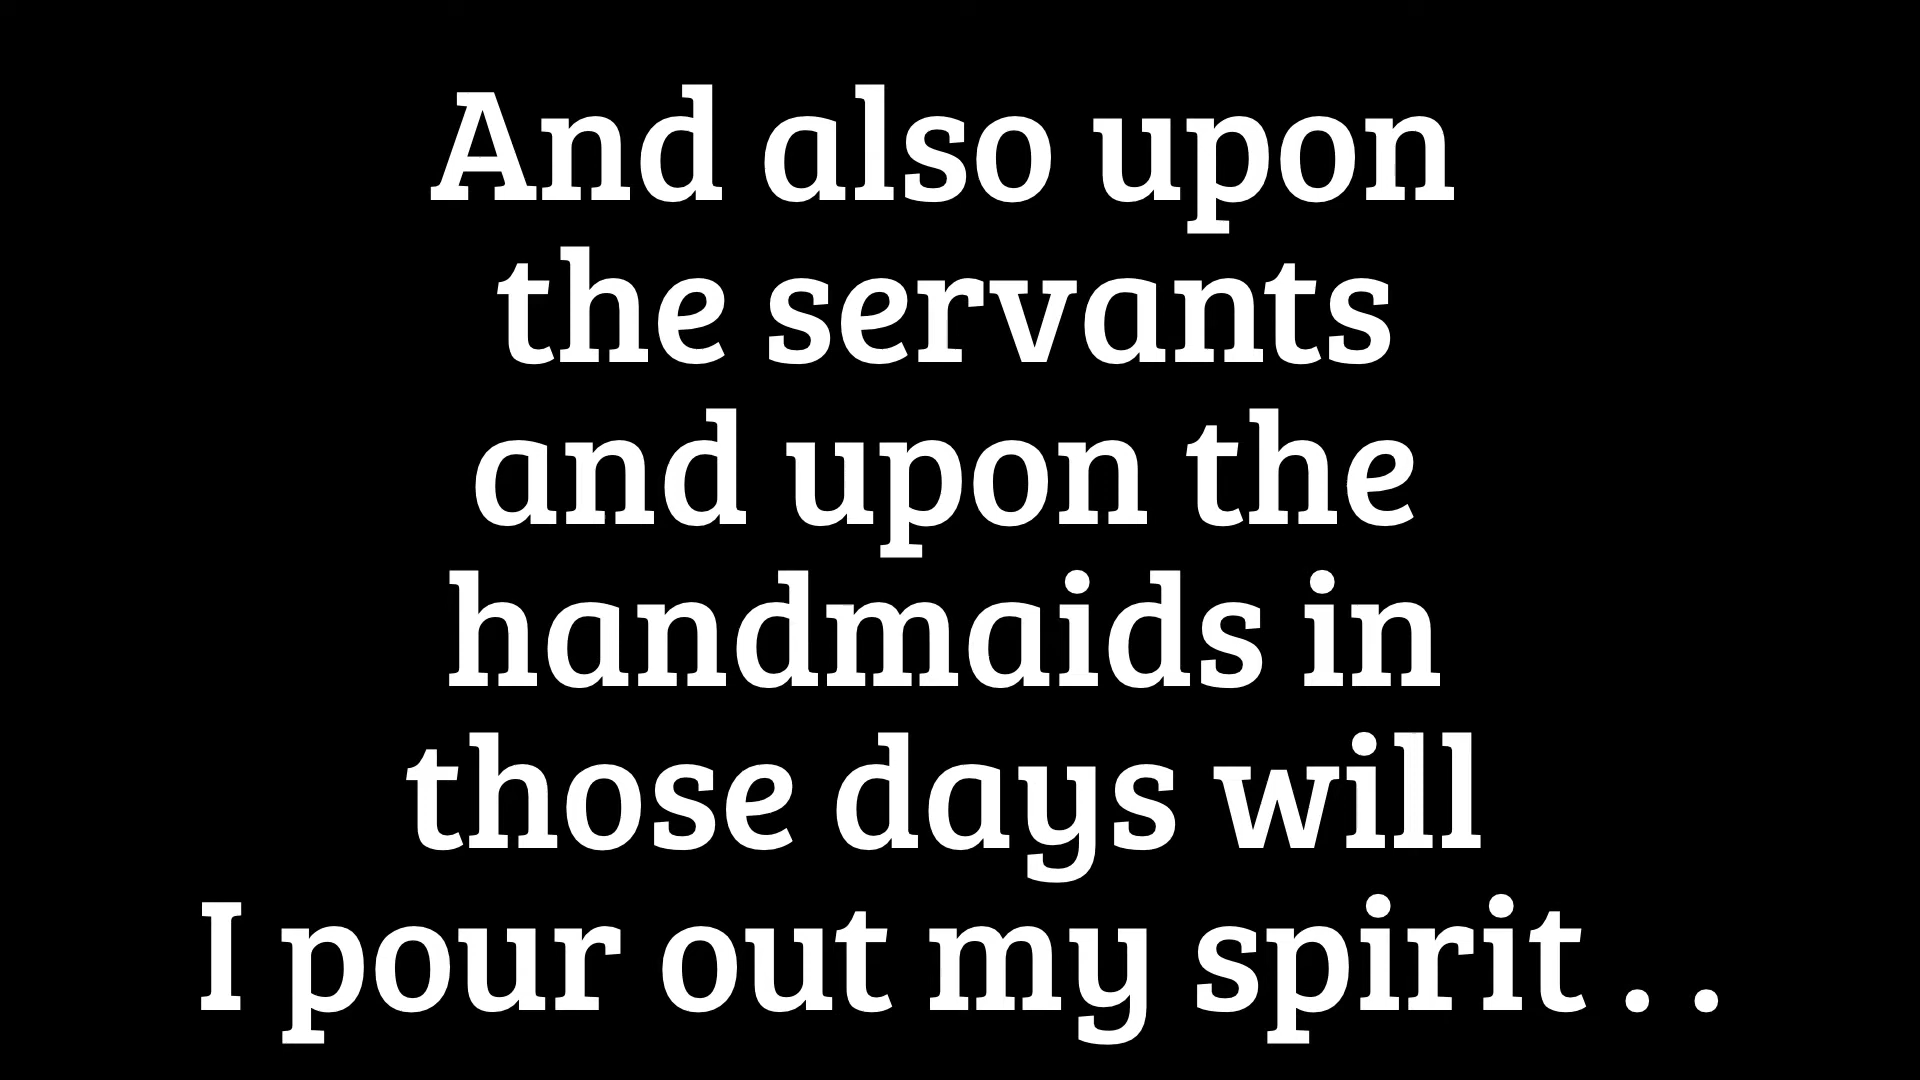 And also upon
the servants
and upon the
handmaids in
those days will
I pour out my spirit . .